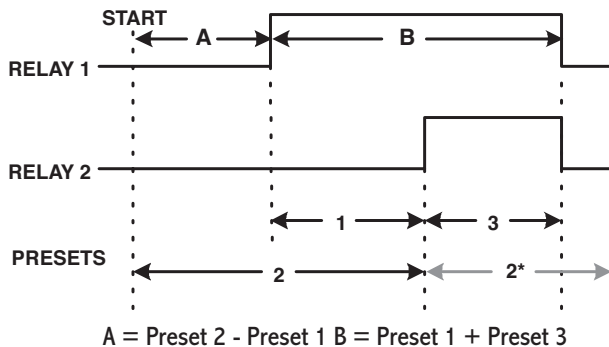 START
A
B
RELAY 1
RELAY 2
1
3
PRESETS
2
2*
A = Preset 2 - Preset 1 B = Preset 1 + Preset 3